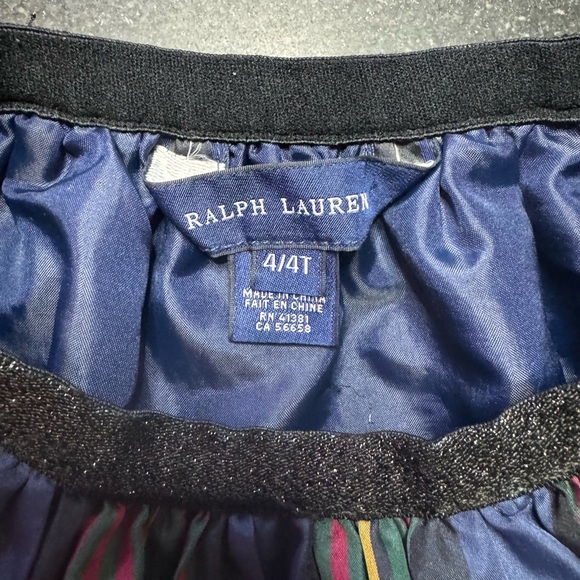 RALPH LAUREN
4/4T
MADE IN CHINA
FAIT EN CHINE
RN 41381
CA 56658